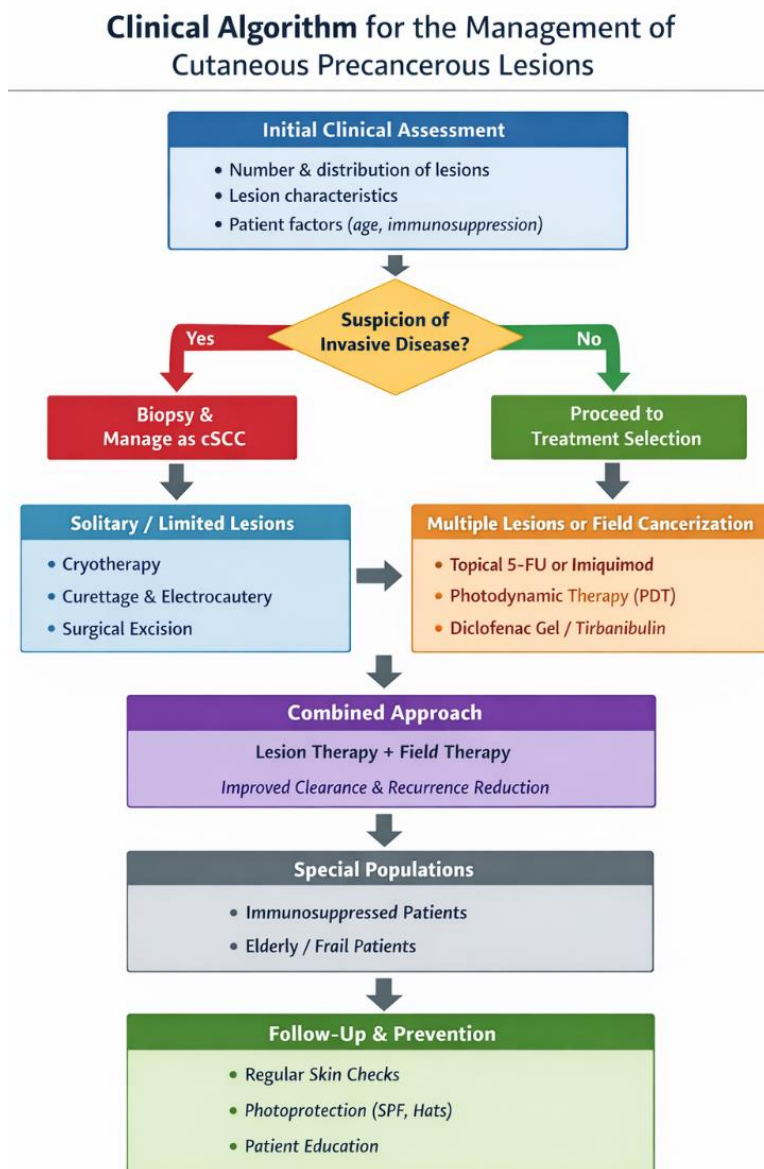 Clinical Algorithm for the Management of
Cutaneous Precancerous Lesions
Initial Clinical Assessment
• Number & distribution of lesions
• Lesion characteristics
• Patient factors (age, immunosuppression)
Suspicion of
Invasive Disease?
Yes
No
Biopsy &
Manage as cSCC
Proceed to
Treatment Selection
Solitary / Limited Lesions
• Cryotherapy
• Curettage & Electrocautery
• Surgical Excision
Multiple Lesions or Field Cancerization
• Topical 5-FU or Imiquimod
• Photodynamic Therapy (PDT)
• Diclofenac Gel / Tirbanibulin
Combined Approach
Lesion Therapy + Field Therapy
Improved Clearance & Recurrence Reduction
Special Populations
• Immunosuppressed Patients
• Elderly / Frail Patients
Follow-Up & Prevention
• Regular Skin Checks
• Photoprotection (SPF, Hats)
• Patient Education